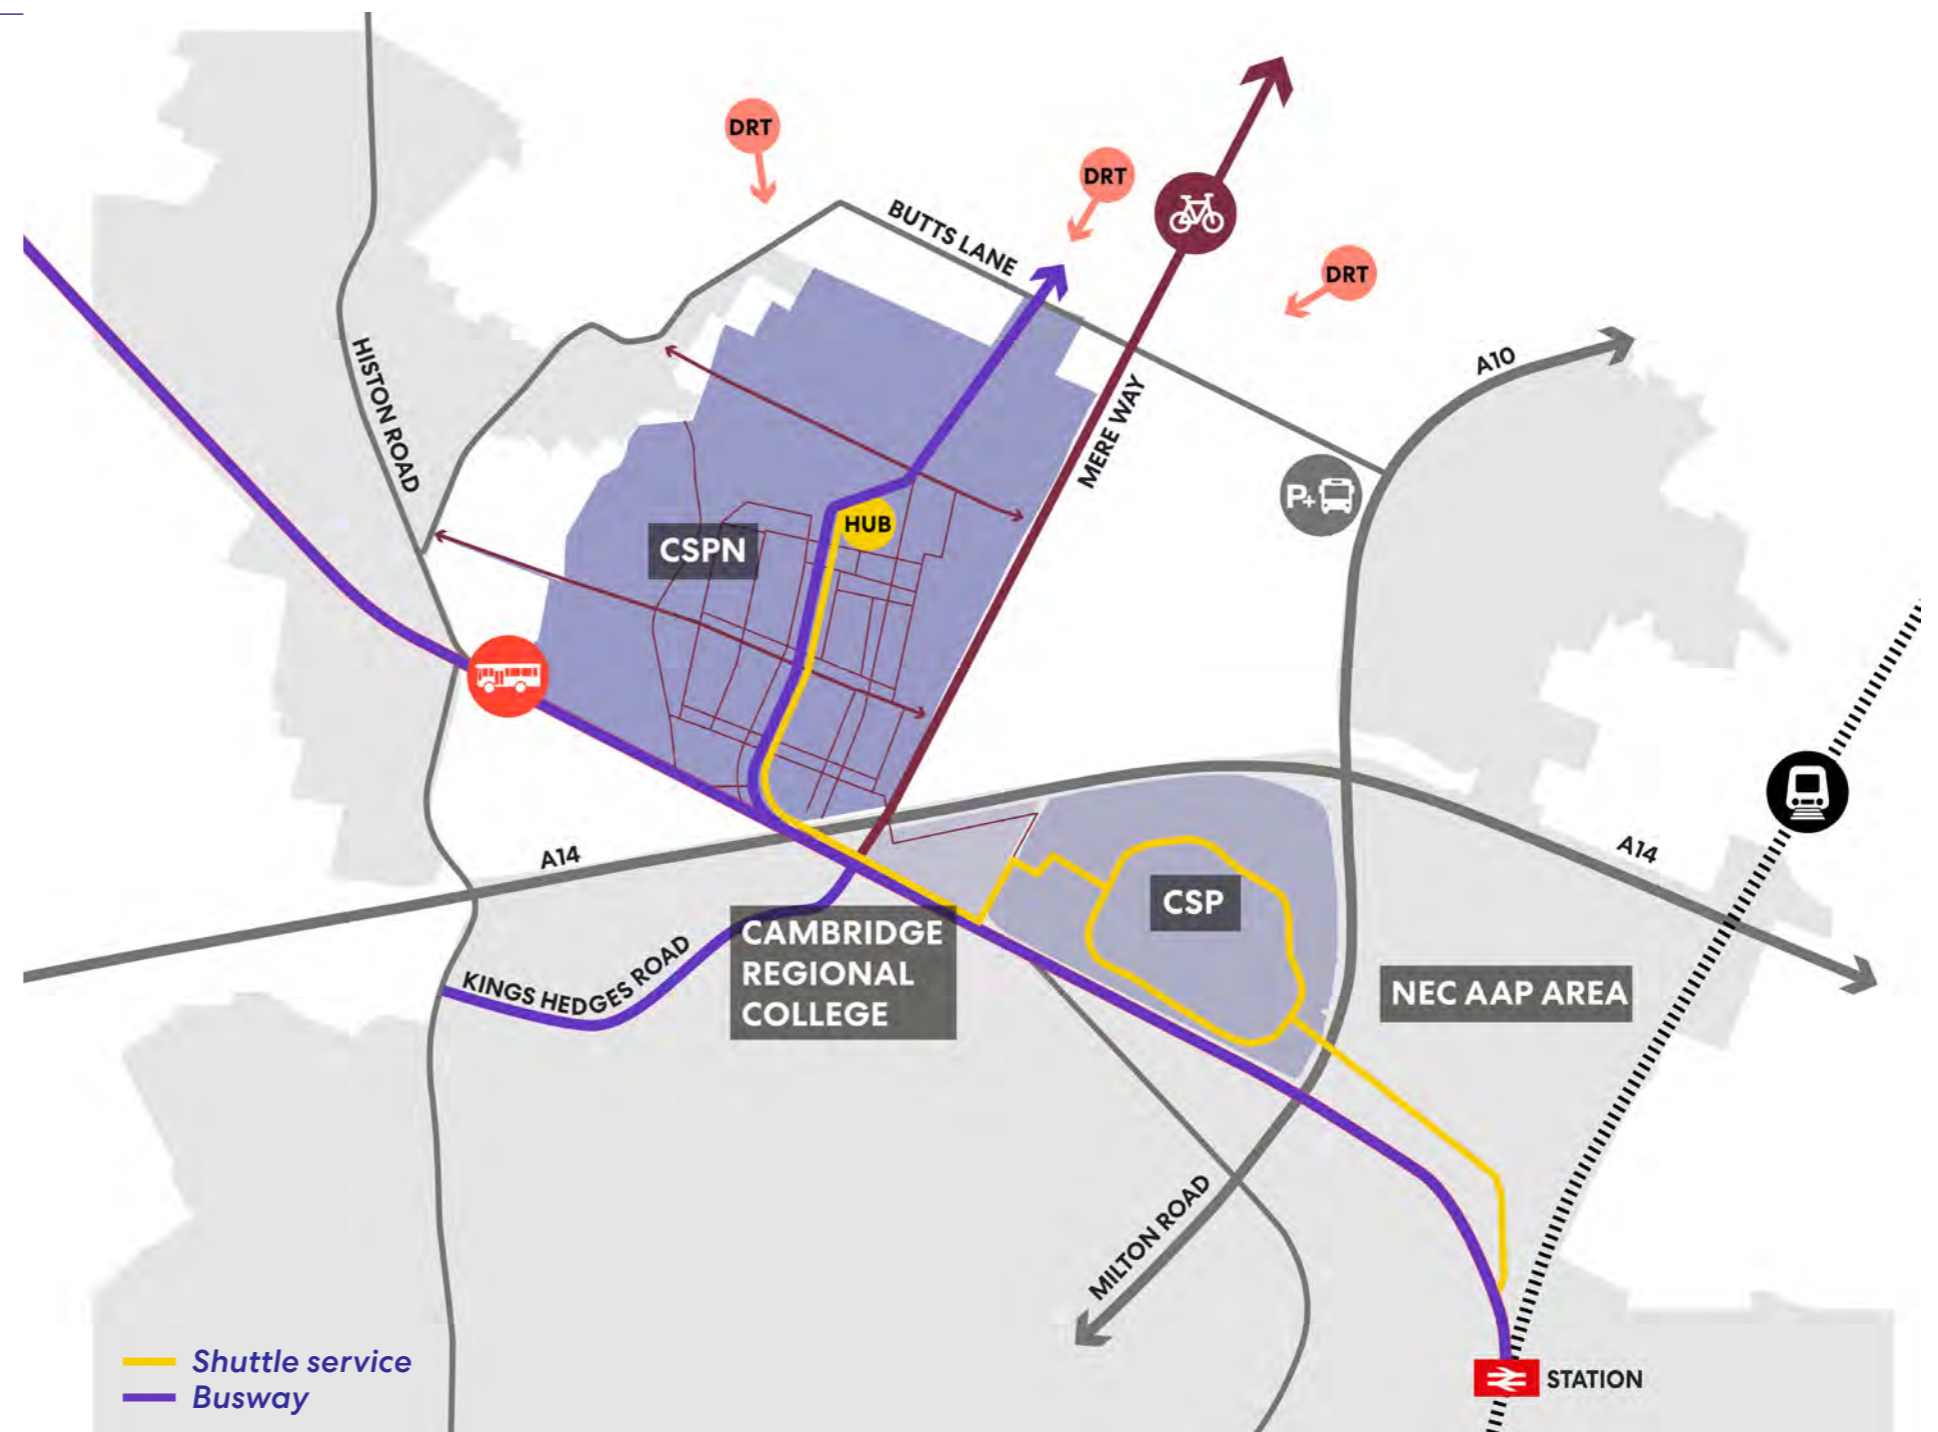 DRT
DRT
DRT
BUTTS LANE
HISTON ROAD
MERE WAY
A10
P+
HUB
CSPN
A14
A14
CSP
CAMBRIDGE
REGIONAL
COLLEGE
KINGS HEDGES ROAD
NEC AAP AREA
MILTON ROAD
Shuttle service
Busway
STATION